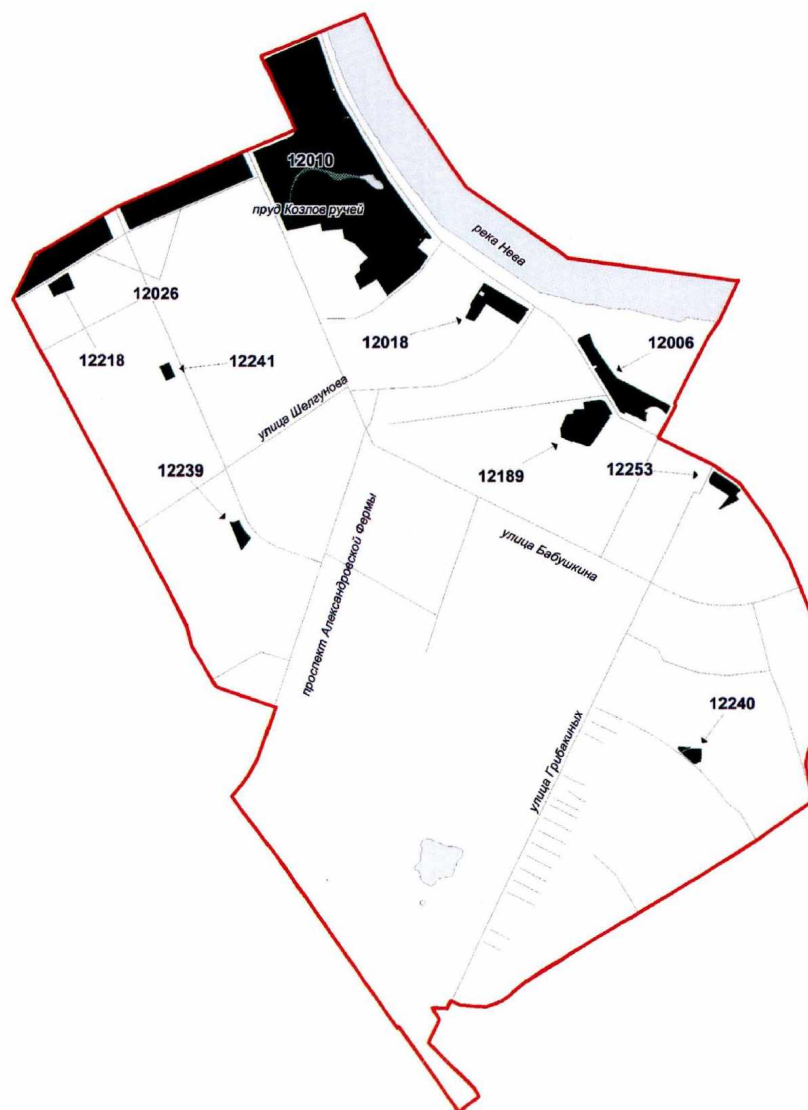 12010
пруд Козлов ручей
река Нева
12026
12218
12241
12018
12006
улица Шелгунова
12239
12189
12253
улица Бабушкина
проспект Александровской Фермы
12240
улица Грибакиных